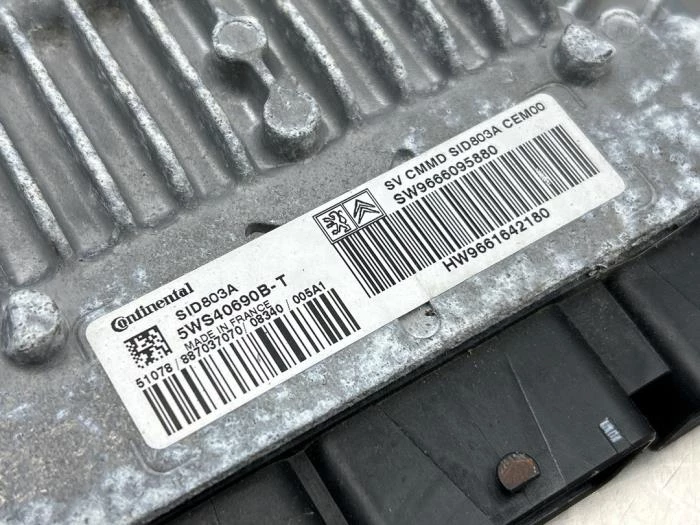 Continental
SID803A
5WS40690B-T
MADE IN FRANCE
51078 / 887037070 / 08340 / 005A1
SV CMMD SID803A CEM00
SW9666095880
HW9661642180